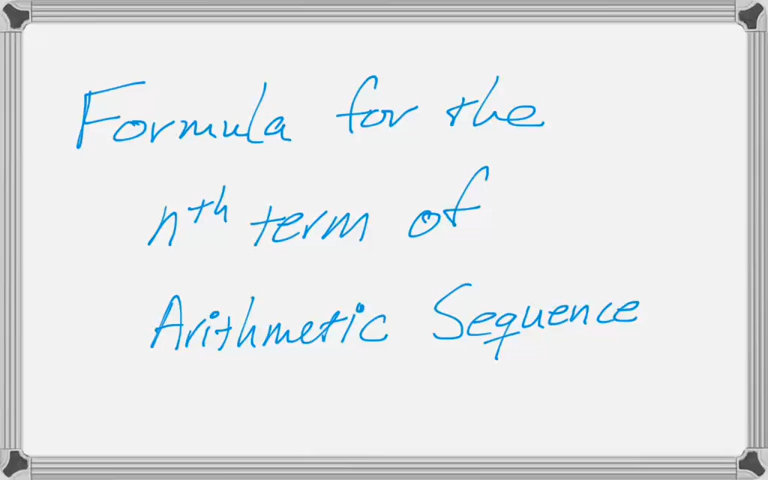 Formula for the
nth term of
Arithmetic Sequence